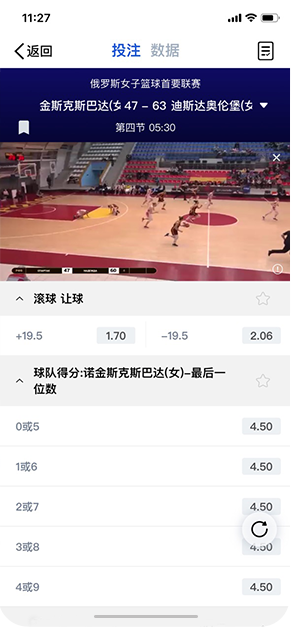 11:27
返回
投注 数据
俄罗斯女子篮球首要联赛
金斯克斯巴达(女 47 – 63 迪斯达奥伦堡(女
第四节 05:30
47 60
滚球 让球
+19.5 1.70 –19.5 2.06
球队得分:诺金斯克斯巴达(女)–最后一
位数
0或5 4.50
1或6 4.50
2或7 4.50
3或8 4.50
4或9 4.50